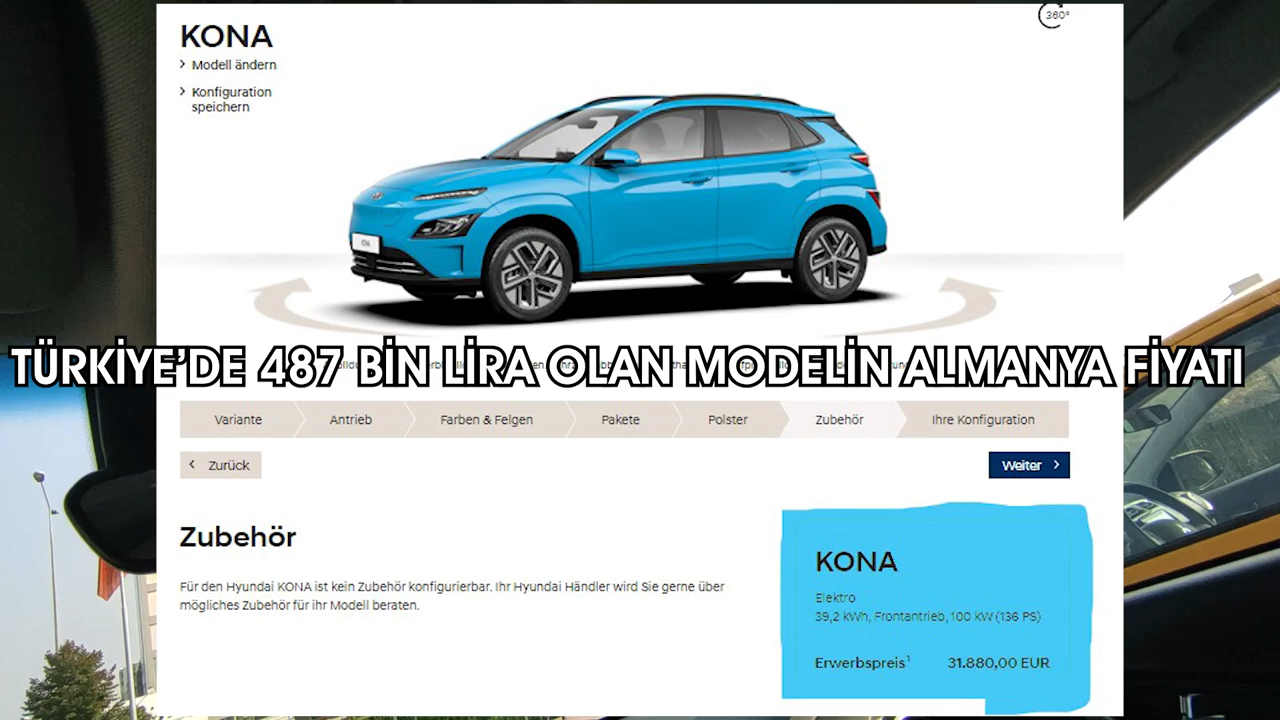 KONA
360°
Modell ändern
Konfiguration
speichern
KONA
TÜRKİYE'DE 487 BİN LİRA OLAN MODELİN ALMANYA FİYATI
Variante
Antrieb
Farben & Felgen
Pakete
Polster
Zubehör
Ihre Konfiguration
Zurück
Weiter
Zubehör
Für den Hyundai KONA ist kein Zubehör konfigurierbar. Ihr Hyundai Händler wird Sie gerne über
mögliches Zubehör für ihr Modell beraten.
KONA
Elektro
39,2 kWh, Frontantrieb, 100 kW (136 PS)
Erwerbspreis¹ 31.880,00 EUR